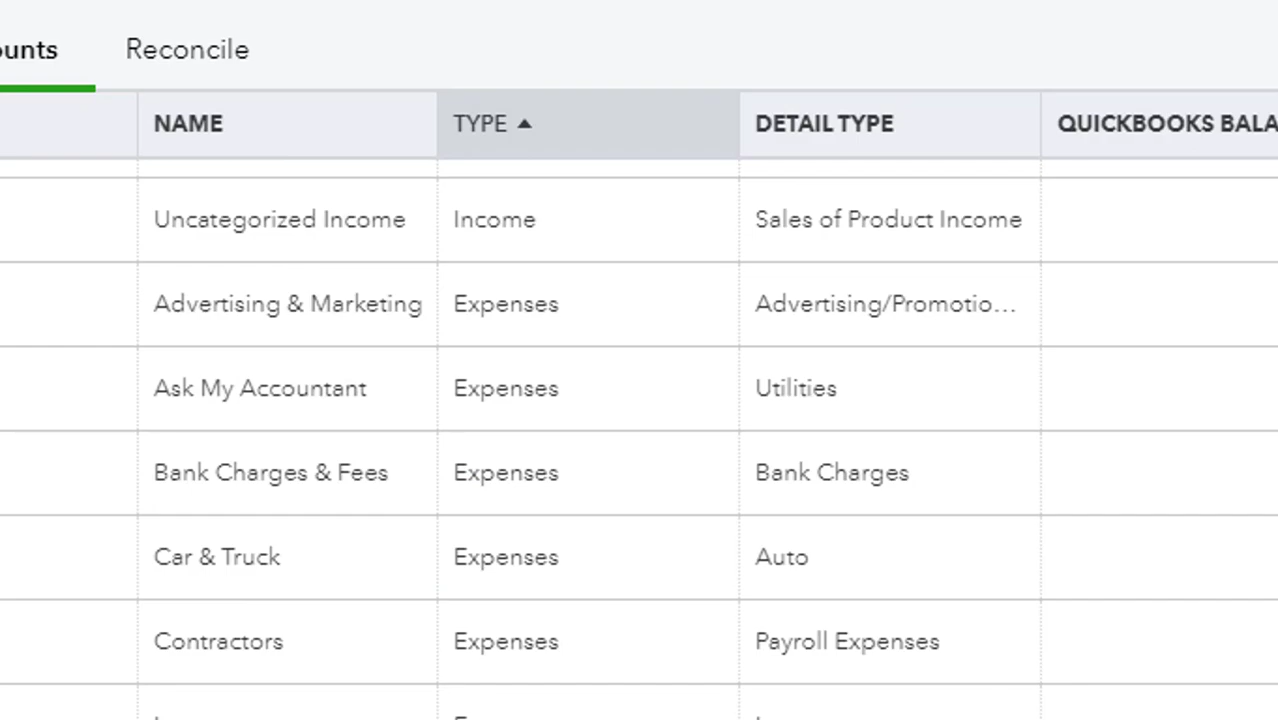 ounts Reconcile
NAME TYPE DETAIL TYPE QUICKBOOKS BALA
Uncategorized Income Income Sales of Product Income
Advertising & Marketing Expenses Advertising/Promotio...
Ask My Accountant Expenses Utilities
Bank Charges & Fees Expenses Bank Charges
Car & Truck Expenses Auto
Contractors Expenses Payroll Expenses